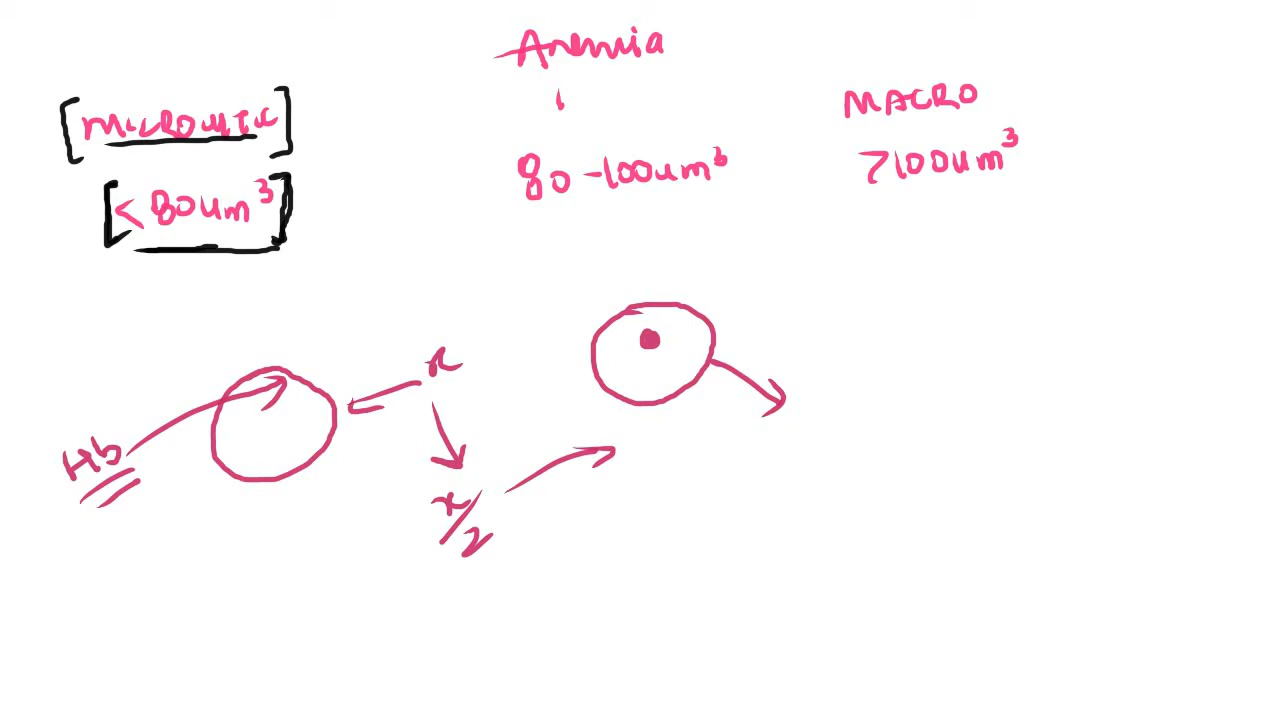 Anemia
MACRO
MICROCYTIC
80-100um³
>100um³
<80um³
x
Hb
x/2